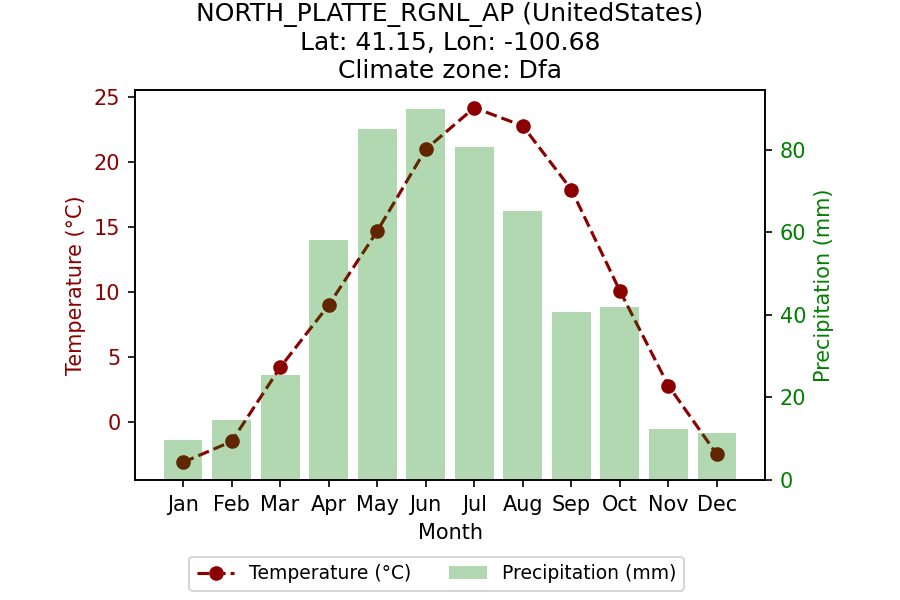 NORTH_PLATTE_RGNL_AP (UnitedStates)
Lat: 41.15, Lon: -100.68
Climate zone: Dfa
25
20
15
10
5
0
Temperature (°C)
80
60
40
20
0
Precipitation (mm)
Jan Feb Mar Apr May Jun Jul Aug Sep Oct Nov Dec
Month
Temperature (°C) Precipitation (mm)